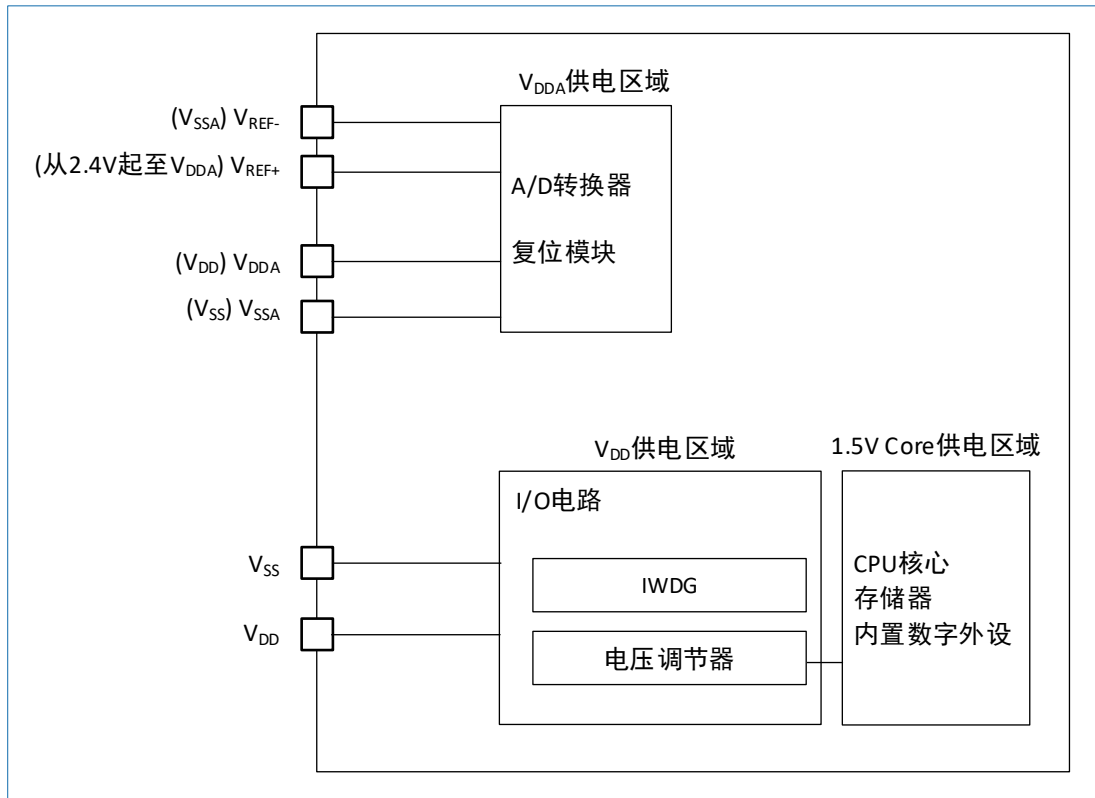 VDDA供电区域
(VSSA) VREF-
(从2.4V起至VDDA) VREF+
A/D转换器
复位模块
(VDD) VDDA
(VSS) VSSA
VDD供电区域
1.5V Core供电区域
I/O电路
VSS
IWDG
CPU核心
存储器
内置数字外设
VDD
电压调节器